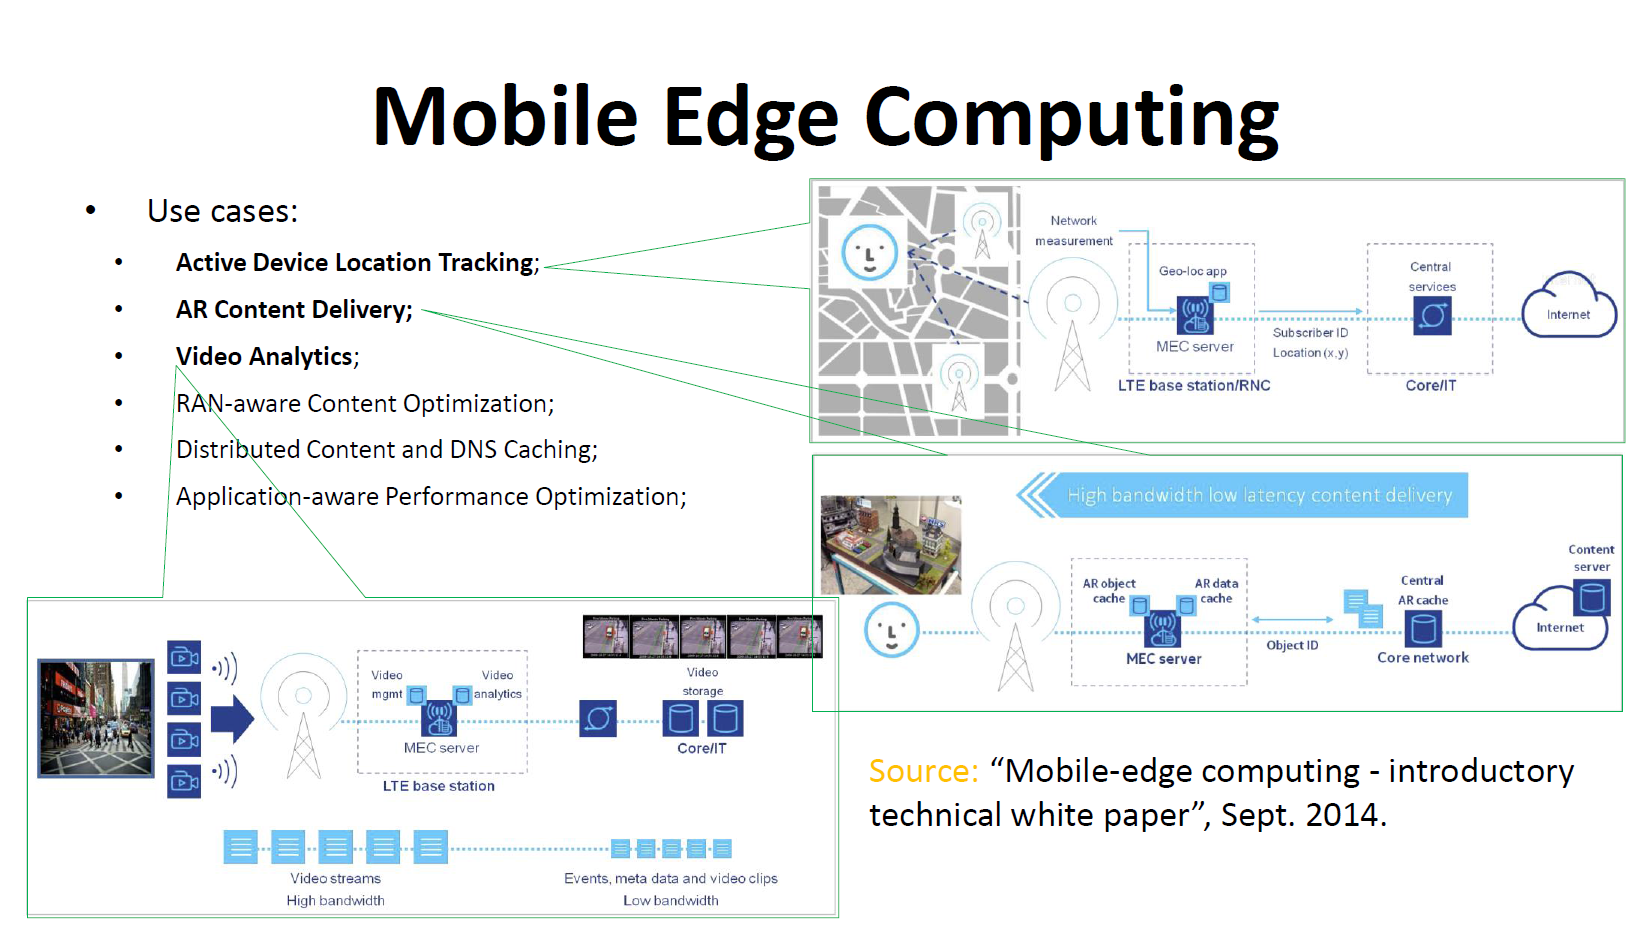 Mobile Edge Computing
• Use cases:
• Active Device Location Tracking;
• AR Content Delivery;
• Video Analytics;
• RAN-aware Content Optimization;
• Distributed Content and DNS Caching;
• Application-aware Performance Optimization;
Network
measurement
Geo-loc app
MEC server
LTE base station/RNC
Subscriber ID
Location (x,y)
Central
services
Core/IT
Internet
High bandwidth low latency content delivery
AR object
cache
AR data
cache
MEC server
Object ID
Central
AR cache
Core network
Content
server
Internet
Video
mgmt
Video
analytics
MEC server
LTE base station
Video
storage
Core/IT
Video streams
High bandwidth
Events, meta data and video clips
Low bandwidth
Source: “Mobile-edge computing - introductory
technical white paper”, Sept. 2014.